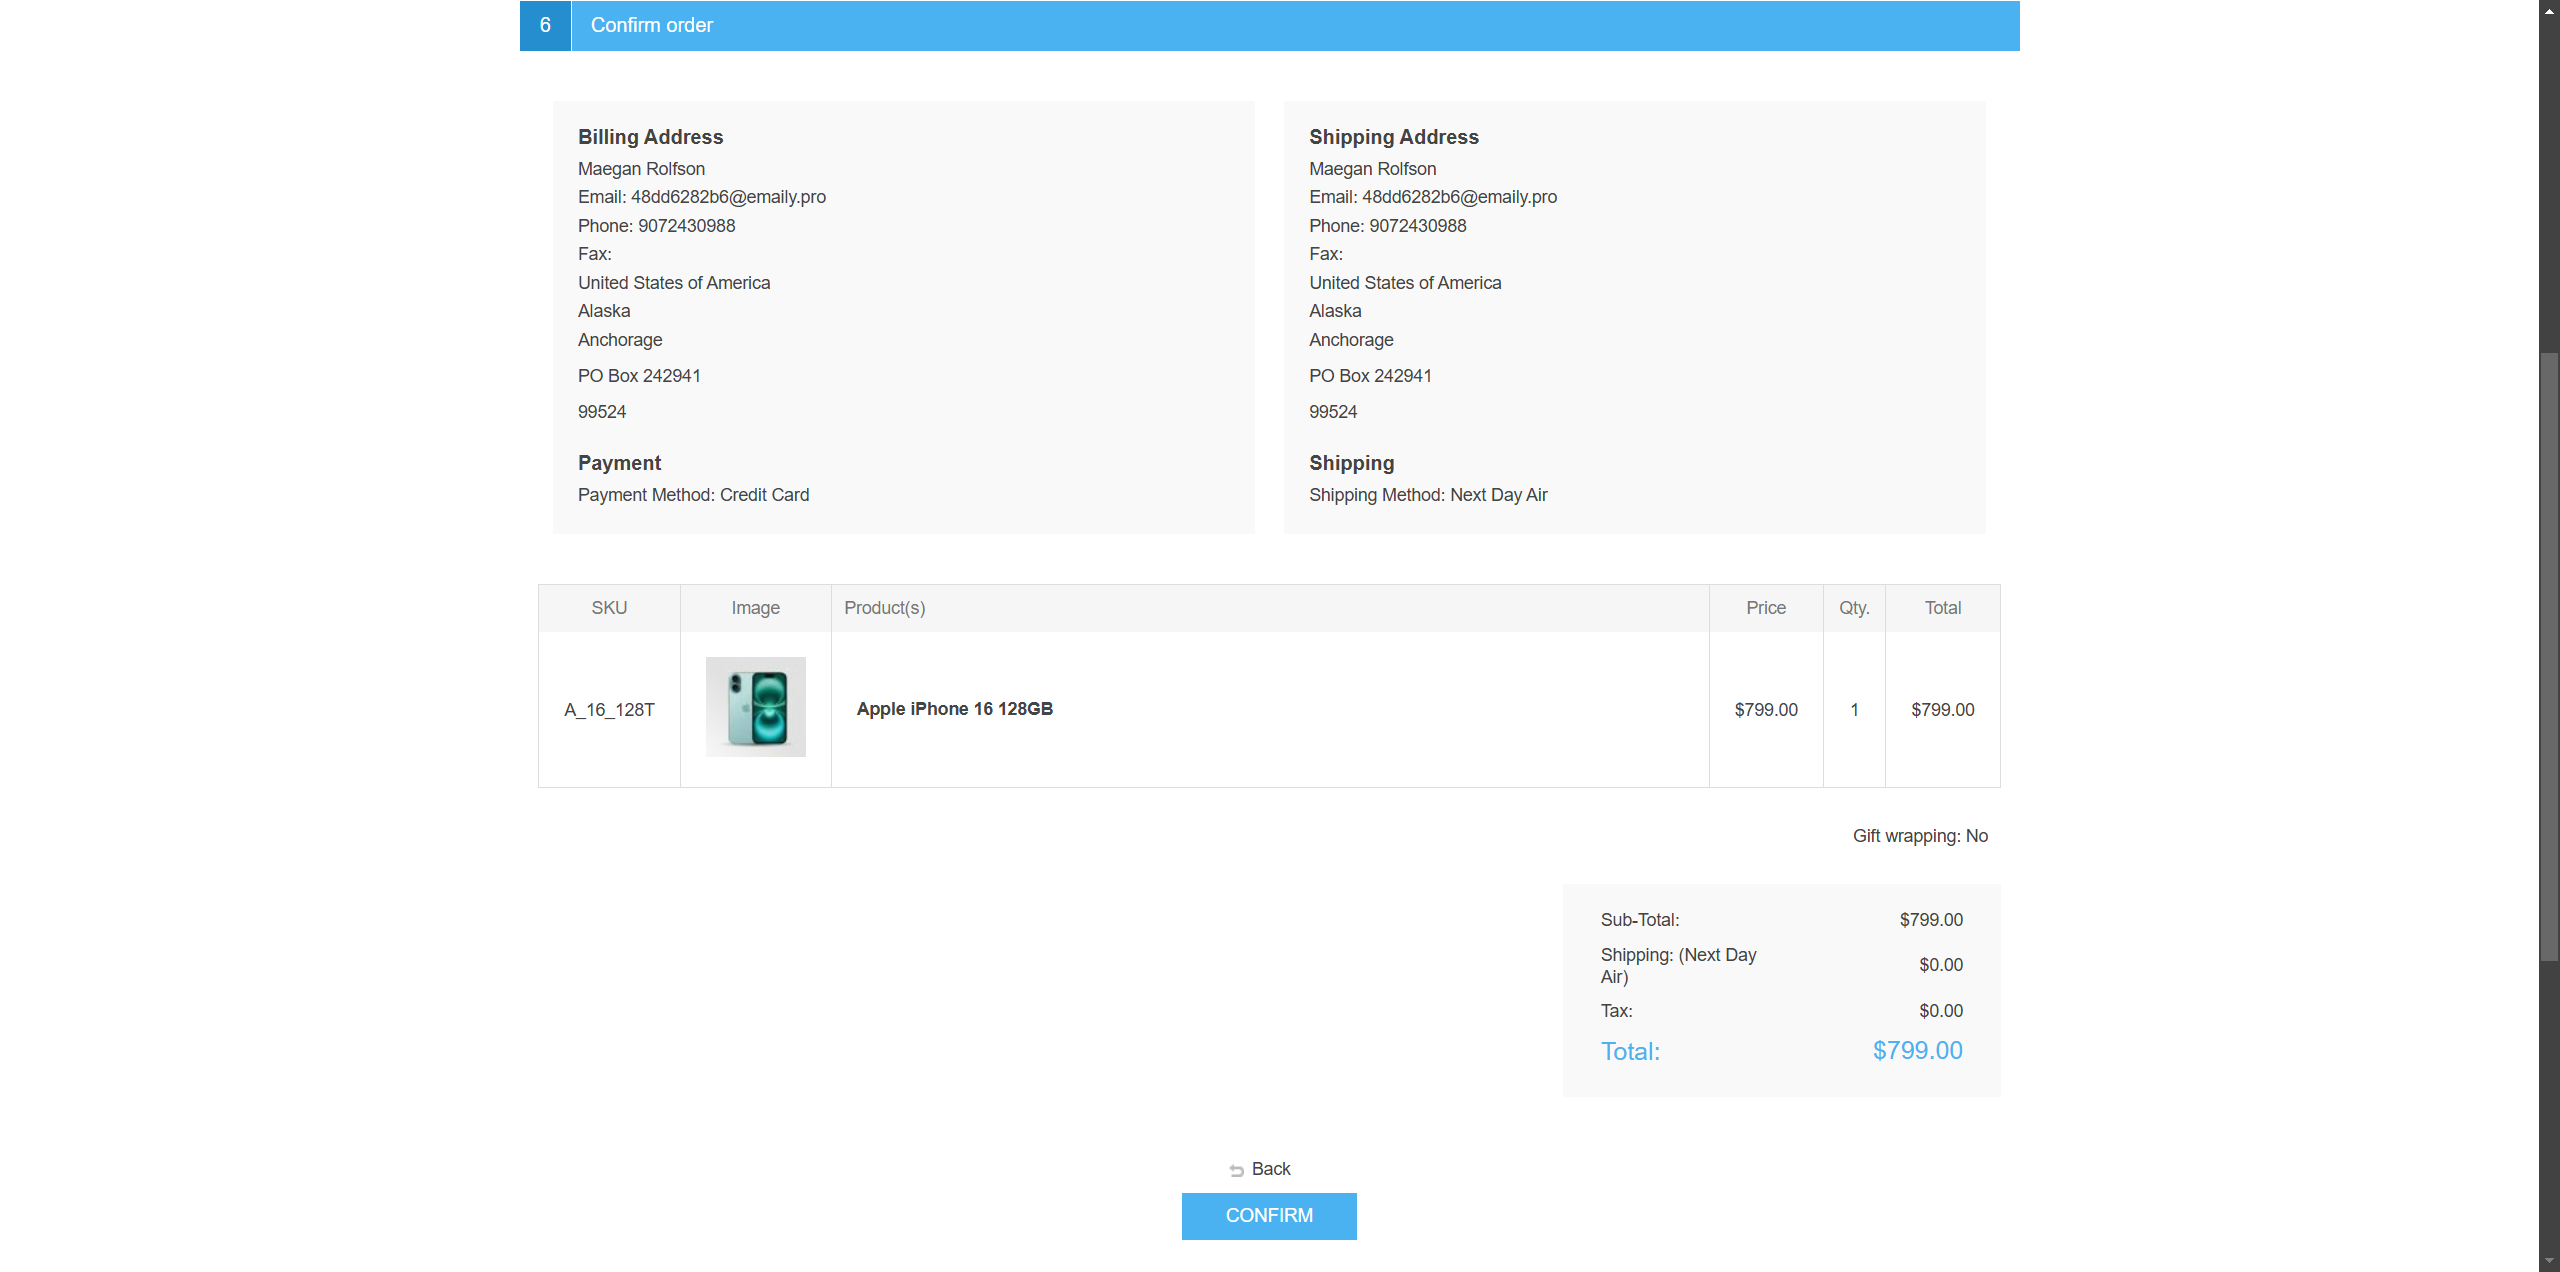 6 Confirm order
Billing Address
Maegan Rolfson
Email: 48dd6282b6@emaily.pro
Phone: 9072430988
Fax:
United States of America
Alaska
Anchorage
PO Box 242941
99524
Payment
Payment Method: Credit Card
Shipping Address
Maegan Rolfson
Email: 48dd6282b6@emaily.pro
Phone: 9072430988
Fax:
United States of America
Alaska
Anchorage
PO Box 242941
99524
Shipping
Shipping Method: Next Day Air
SKU Image Product(s) Price Qty. Total
A_16_128T Apple iPhone 16 128GB $799.00 1 $799.00
Gift wrapping: No
Sub-Total: $799.00
Shipping: (Next Day
Air) $0.00
Tax: $0.00
Total: $799.00
Back
CONFIRM